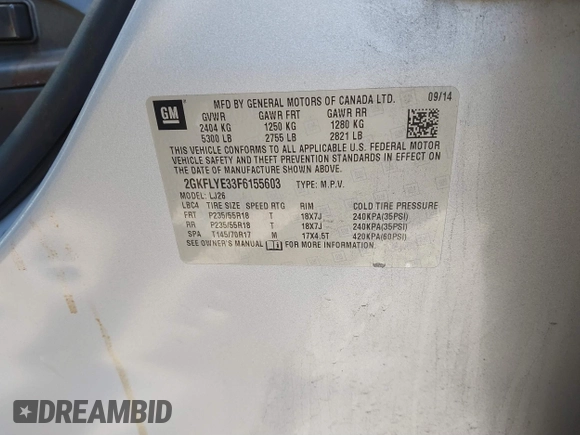 GM
MFD BY GENERAL MOTORS OF CANADA LTD. 09/14
GVWR GAWR FRT GAWR RR
2404 KG 1250 KG 1280 KG
5300 LB 2755 LB 2821 LB
THIS VEHICLE CONFORMS TO ALL APPLICABLE U.S. FEDERAL MOTOR
VEHICLE SAFETY AND THEFT PREVENTION STANDARDS IN EFFECT ON
THE DATE OF MANUFACTURE SHOWN ABOVE.
2GKFLYE33F6155603 TYPE: M.P.V.
MODEL: LJ26
LBC4 TIRE SIZE SPEED RTG RIM COLD TIRE PRESSURE
FRT P235/55R18 T 18X7J 240KPA(35PSI)
RR P235/55R18 T 18X7J 240KPA(35PSI)
SPA T145/70R17 M 17X4.5T 420KPA(60PSI)
SEE OWNER'S MANUAL FOR MORE INFORMATION.
DREAMBID